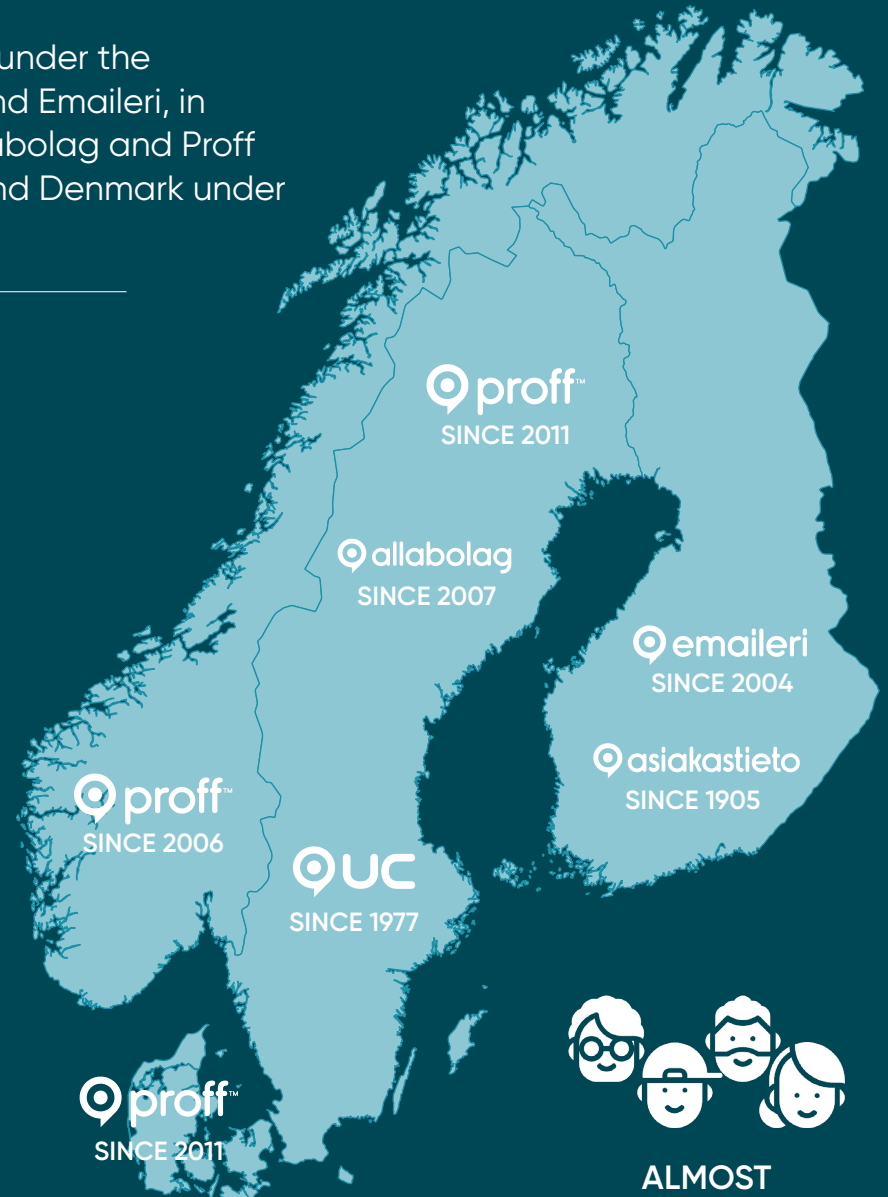 under the
nd Emaileri, in
abolag and Proff
nd Denmark under
proff™
SINCE 2011
allabolag
SINCE 2007
emaileri
SINCE 2004
asiakastieto
SINCE 1905
proff™
SINCE 2006
UC
SINCE 1977
proff™
SINCE 2011
ALMOST